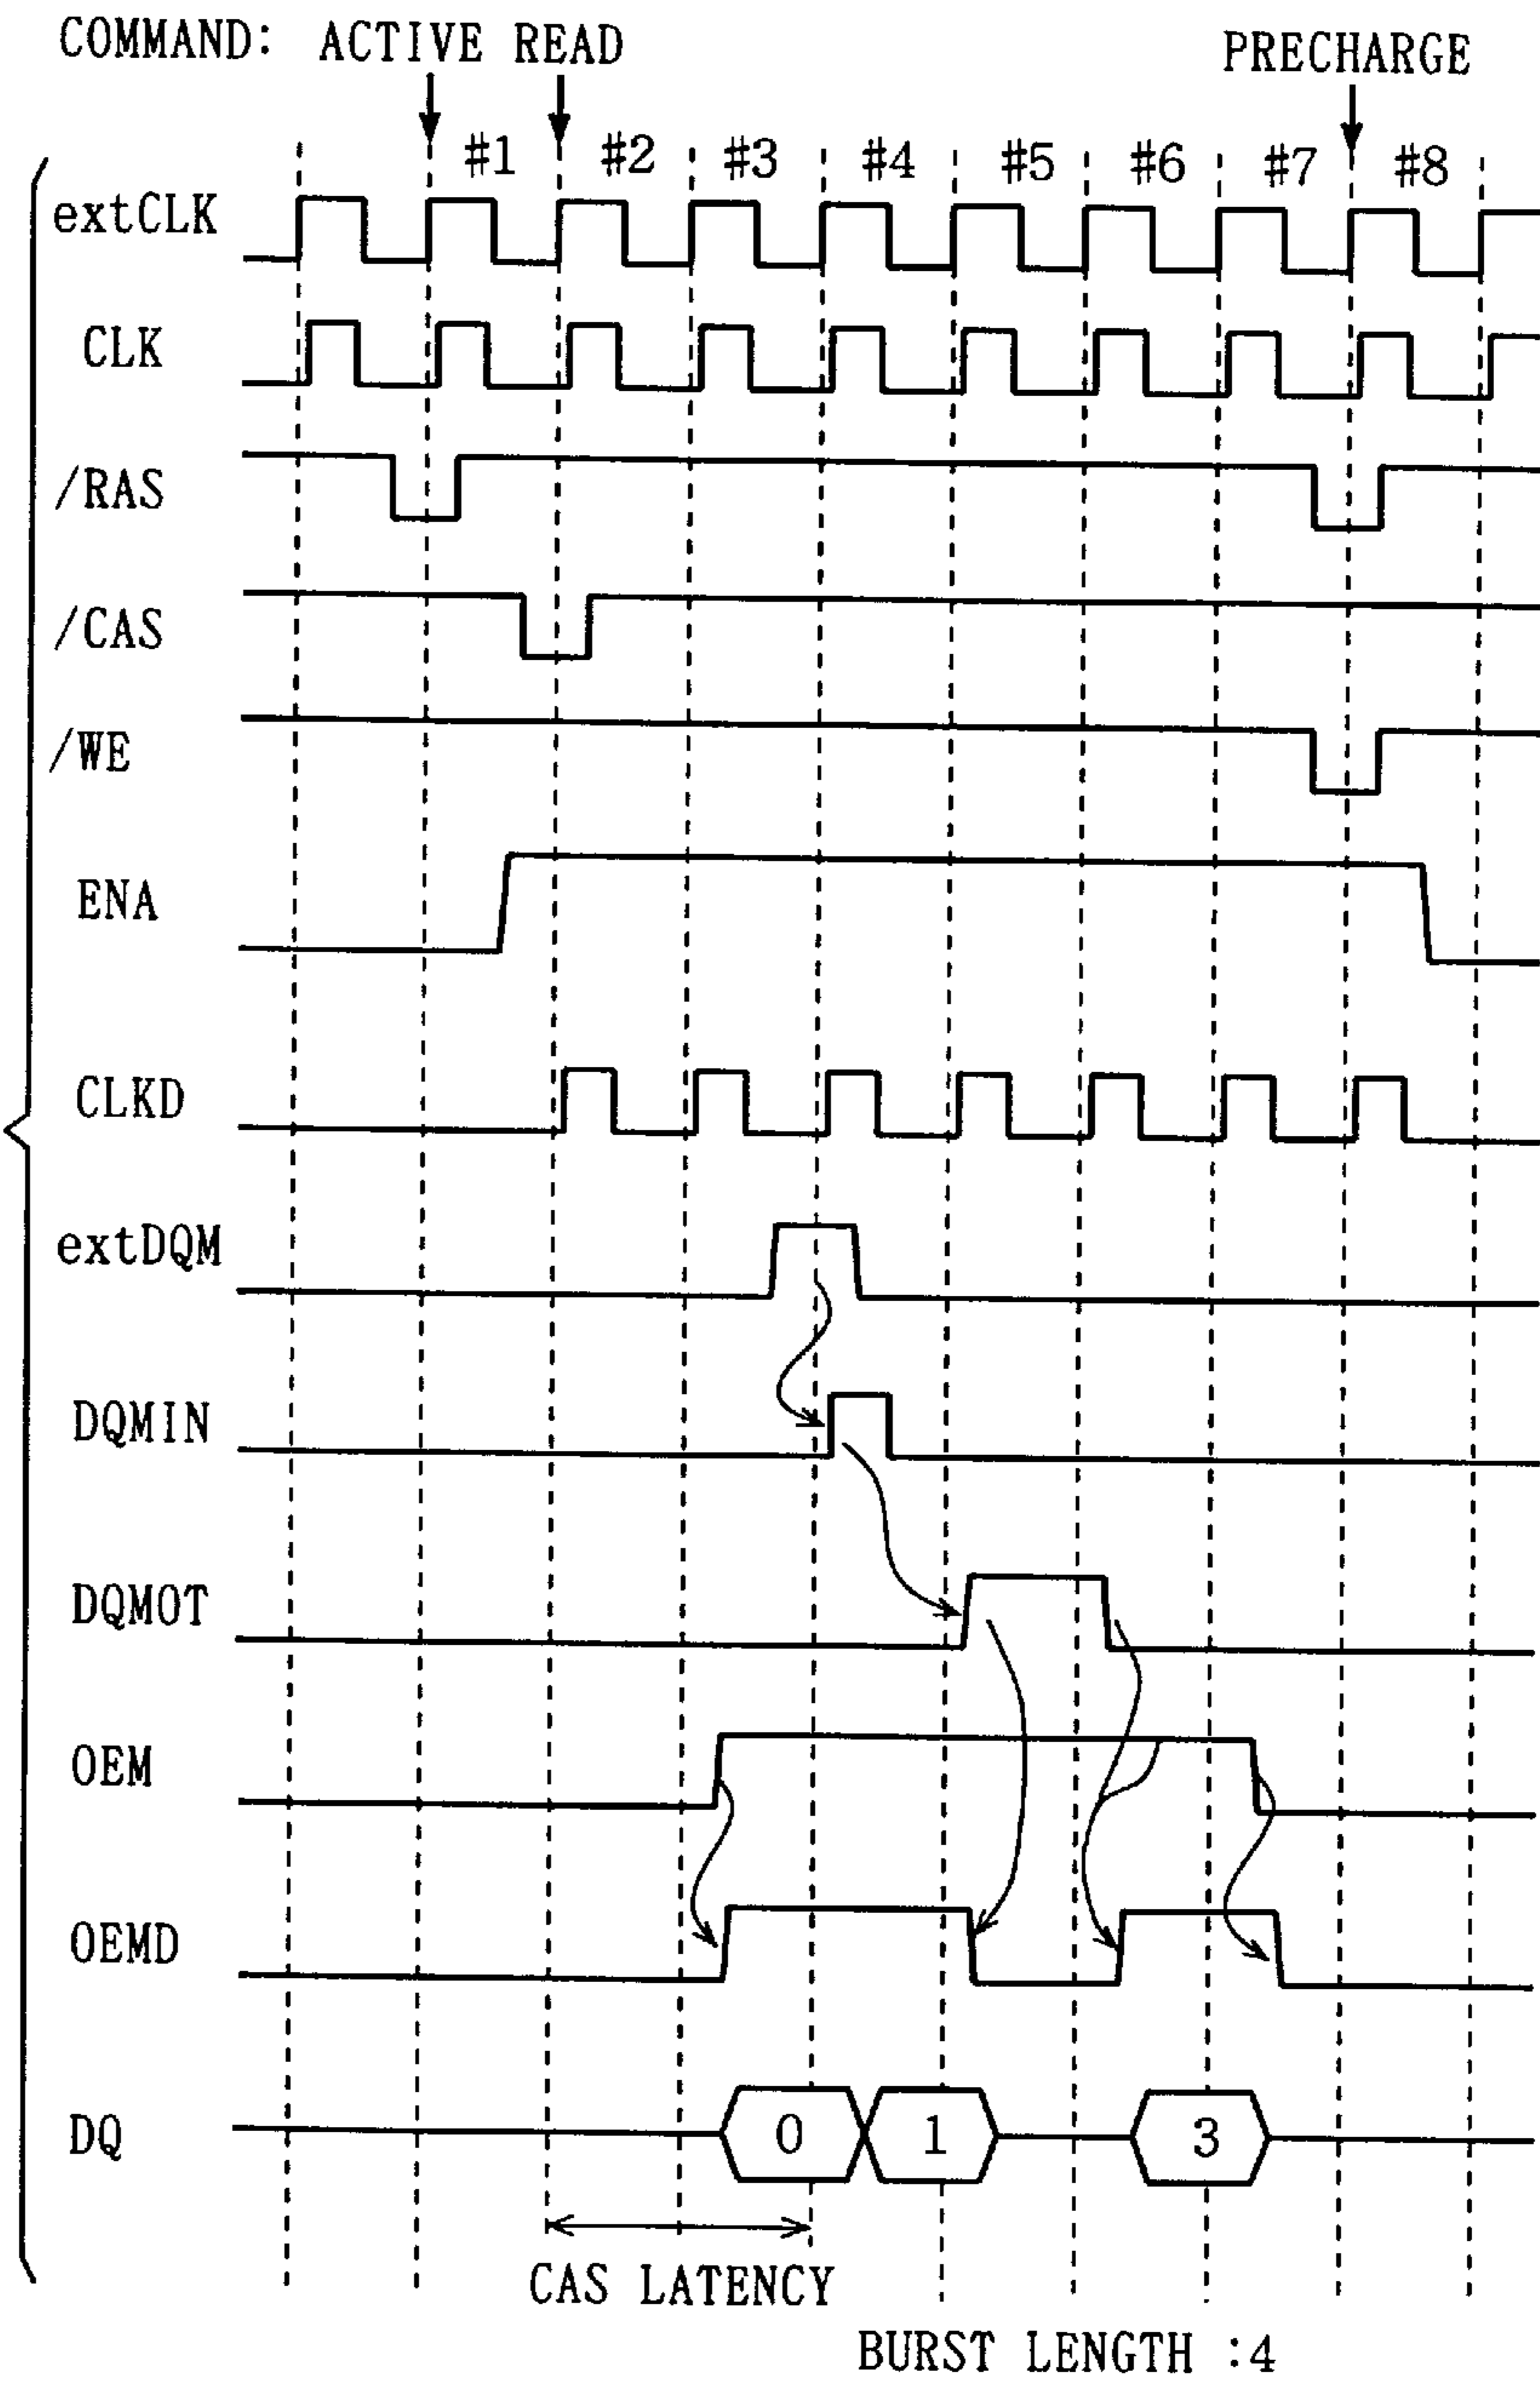 COMMAND: ACTIVE READ PRECHARGE
#1 #2 #3 #4 #5 #6 #7 #8
extCLK
CLK
/RAS
/CAS
/WE
ENA
CLKD
extDQM
DQMIN
DQMOT
OEM
OEMD
DQ 0 1 3
CAS LATENCY
BURST LENGTH :4